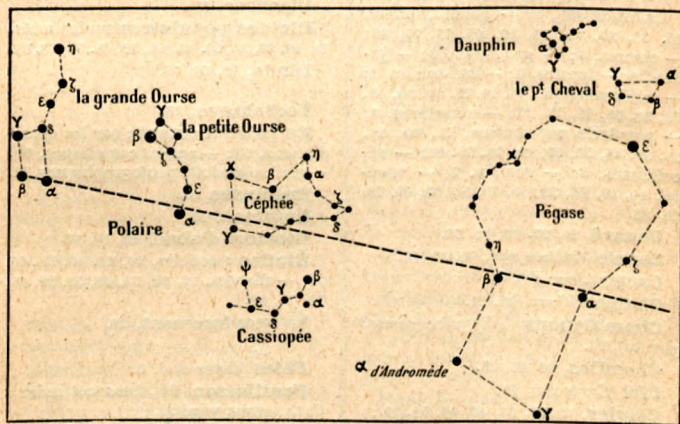 η
Dauphin
α
γ
la grande Ourse
ζ
ε
γ
δ
β
α
γ
la petite Ourse
β
ζ
ε
α
Polaire
le pt Cheval
γ
α
δ
β
χ
β
η
α
ζ
δ
γ
Céphée
χ
ε
Pégase
η
β
ζ
α
ψ
ε
δ
γ
β
α
Cassiopée
α d'Andromède
γ